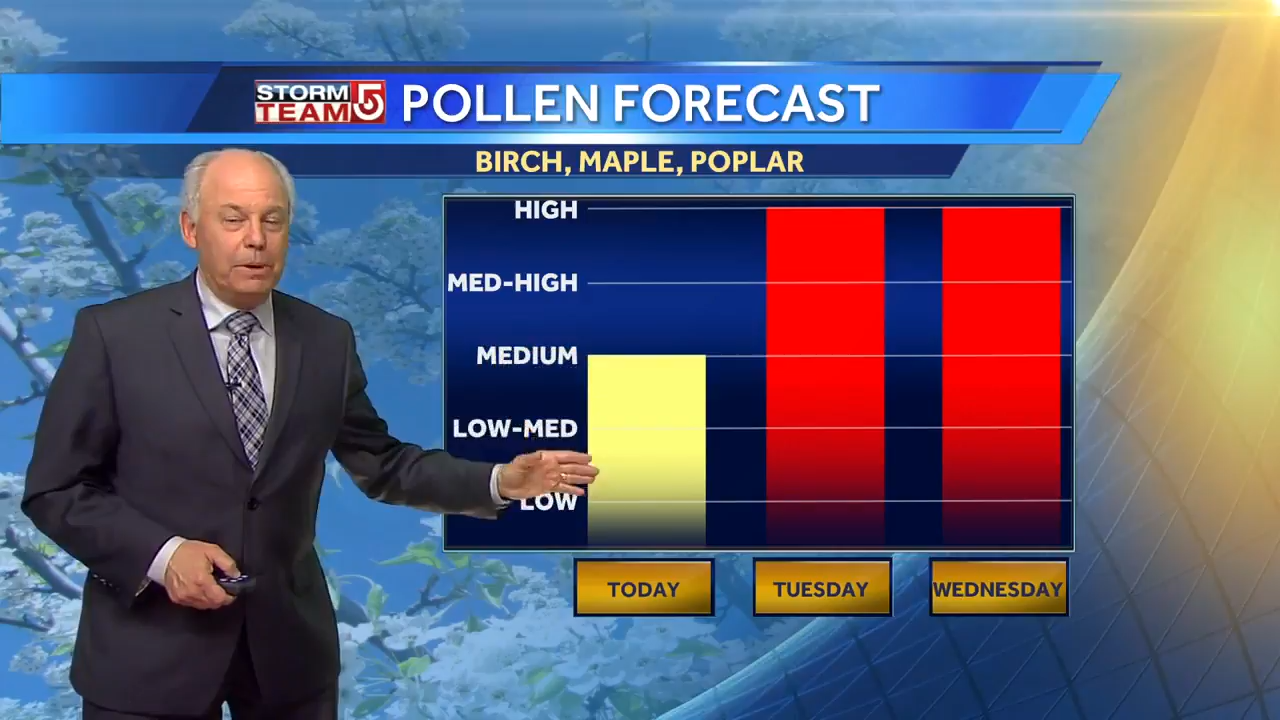 STORM
TEAM 5
POLLEN FORECAST
BIRCH, MAPLE, POPLAR
HIGH
MED-HIGH
MEDIUM
LOW-MED
LOW
TODAY
TUESDAY
WEDNESDAY